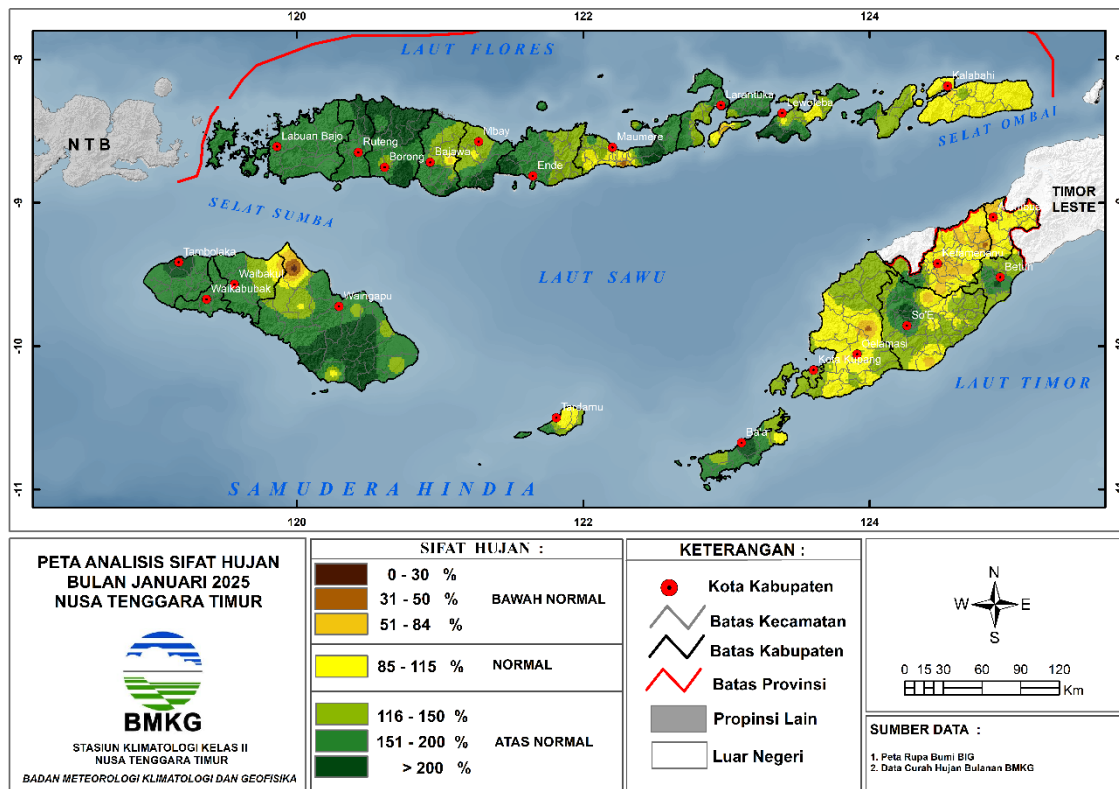 120
122
124
LAUT FLORES
-8
-8
Kalabahi
Larantuka
Lewoleba
NTB
Labuan Bajo
Ruteng
Borong
Bajawa
Mbay
Ende
Maumere
SELAT OMBAI
TIMOR
LESTE
-9
SELAT SUMBA
Tambolaka
Waibakul
Waikabubak
Waingapu
LAUT SAWU
Betun
So'E
Oelamasi
Kota Kupang
-10
LAUT TIMOR
Ba'a
SAMUDERA HINDIA
-11
120
122
124
PETA ANALISIS SIFAT HUJAN
BULAN JANUARI 2025
NUSA TENGGARA TIMUR
BMKG
STASIUN KLIMATOLOGI KELAS II
NUSA TENGGARA TIMUR
BADAN METEOROLOGI KLIMATOLOGI DAN GEOFISIKA
SIFAT HUJAN :
0 - 30 %
31 - 50 % BAWAH NORMAL
51 - 84 %
85 - 115 % NORMAL
116 - 150 %
151 - 200 % ATAS NORMAL
> 200 %
KETERANGAN :
Kota Kabupaten
Batas Kecamatan
Batas Kabupaten
Batas Provinsi
Propinsi Lain
Luar Negeri
N
W E
S
0 15 30 60 90 120
Km
SUMBER DATA :
1. Peta Rupa Bumi BIG
2. Data Curah Hujan Bulanan BMKG